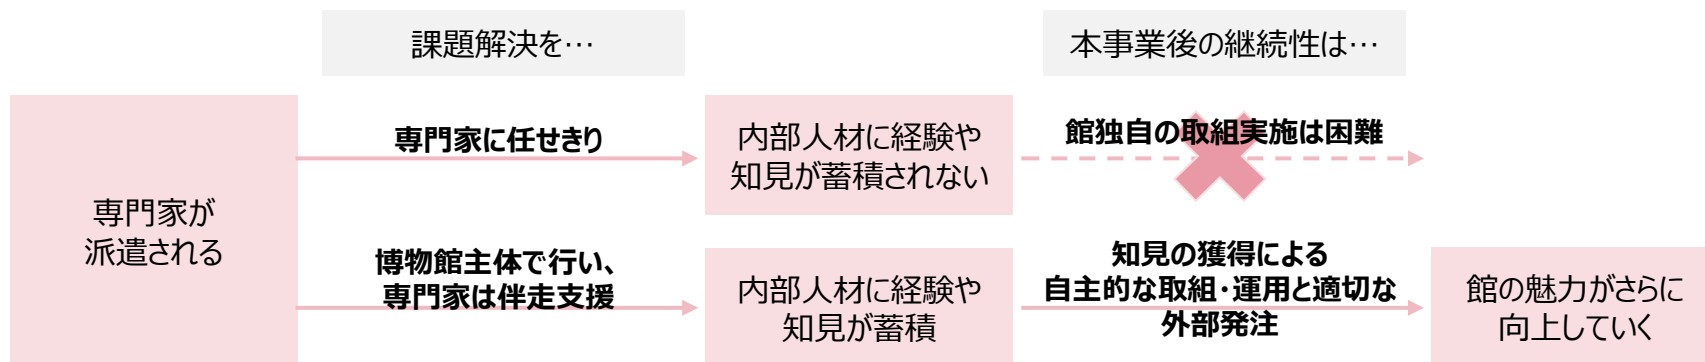 課題解決を…
本事業後の継続性は…
専門家が
派遣される
専門家に任せきり
内部人材に経験や
知見が蓄積されない
館独自の取組実施は困難
博物館主体で行い、
専門家は伴走支援
内部人材に経験や
知見が蓄積
知見の獲得による
自主的な取組・運用と適切な
外部発注
館の魅力がさらに
向上していく